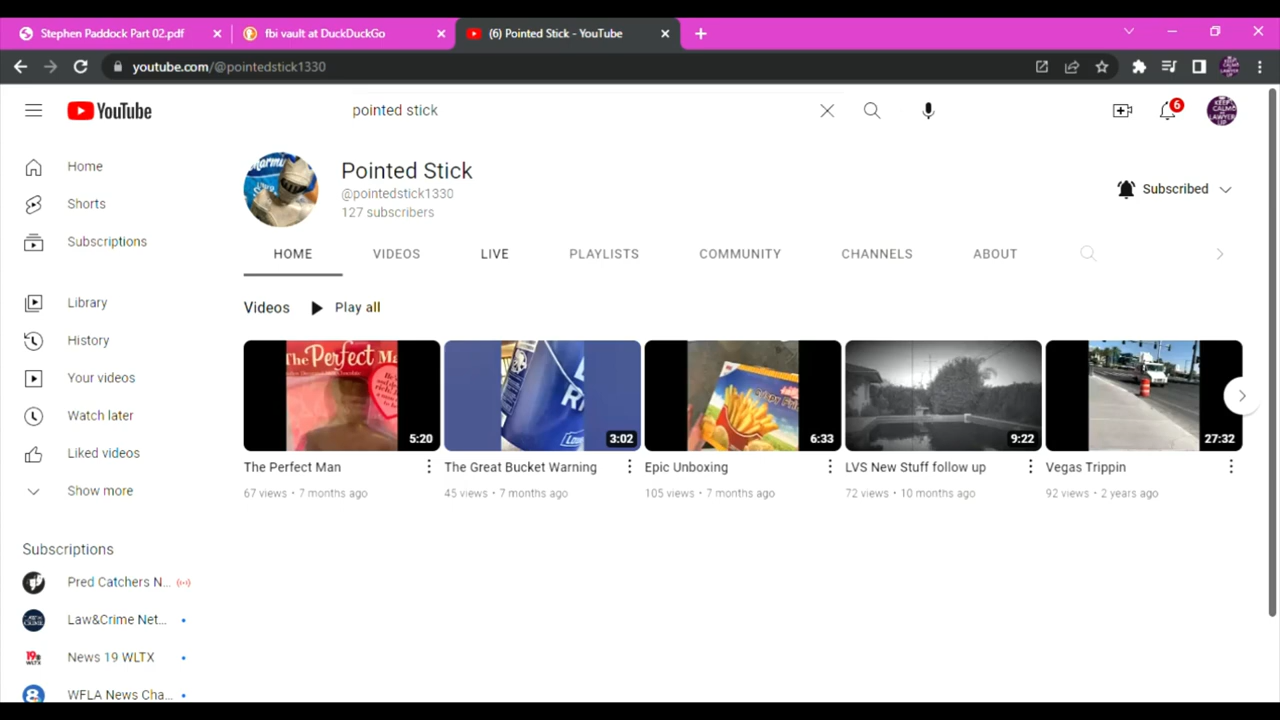 Stephen Paddock Part 02.pdf
fbi vault at DuckDuckGo
(6) Pointed Stick - YouTube
youtube.com/@pointedstick1330
YouTube
pointed stick
6
KEEP CALM LAWYER UP
Home
Shorts
Subscriptions
Library
History
Your videos
Watch later
Liked videos
Show more
Subscriptions
Pred Catchers N...
Law&Crime Net...
News 19 WLTX
WFLA News Cha...
Pointed Stick
@pointedstick1330
127 subscribers
Subscribed
HOME
VIDEOS
LIVE
PLAYLISTS
COMMUNITY
CHANNELS
ABOUT
Videos
Play all
The Perfect Ma
5:20
The Perfect Man
67 views • 7 months ago
3:02
The Great Bucket Warning
45 views • 7 months ago
6:33
Epic Unboxing
105 views • 7 months ago
9:22
LVS New Stuff follow up
72 views • 10 months ago
27:32
Vegas Trippin
92 views • 2 years ago